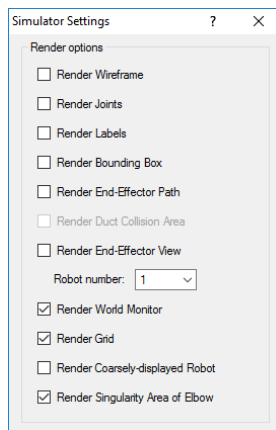 Simulator Settings ?
Render options
Render Wireframe
Render Joints
Render Labels
Render Bounding Box
Render End-Effector Path
Render Duct Collision Area
Render End-Effector View
Robot number: 1
Render World Monitor
Render Grid
Render Coarsely-displayed Robot
Render Singularity Area of Elbow